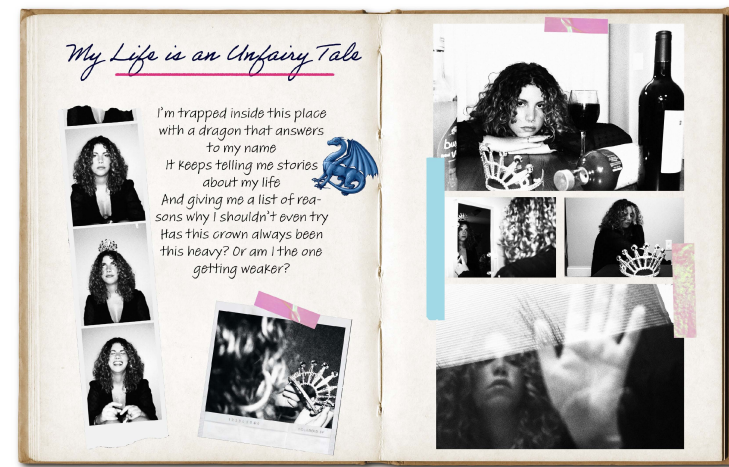 My Life is an Unfairy Tale
I'm trapped inside this place
with a dragon that answers
to my name
It keeps telling me stories
about my life
And giving me a list of rea-
sons why I shouldn't even try
Has this crown always been
this heavy? Or am I the one
getting weaker?